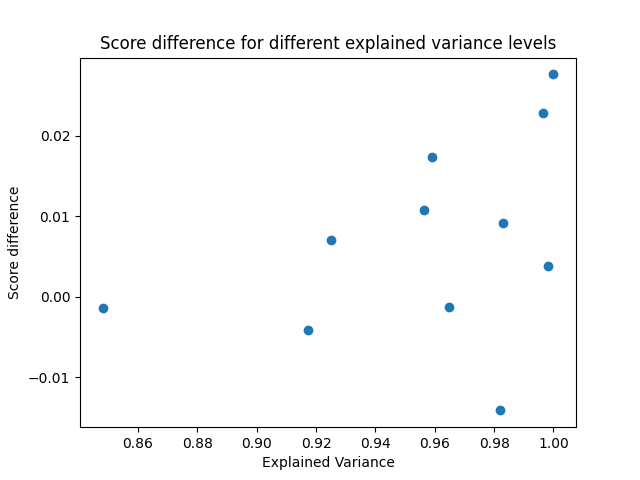 Score difference for different explained variance levels
0.02
0.01
0.00
−0.01
Score difference
0.86 0.88 0.90 0.92 0.94 0.96 0.98 1.00
Explained Variance